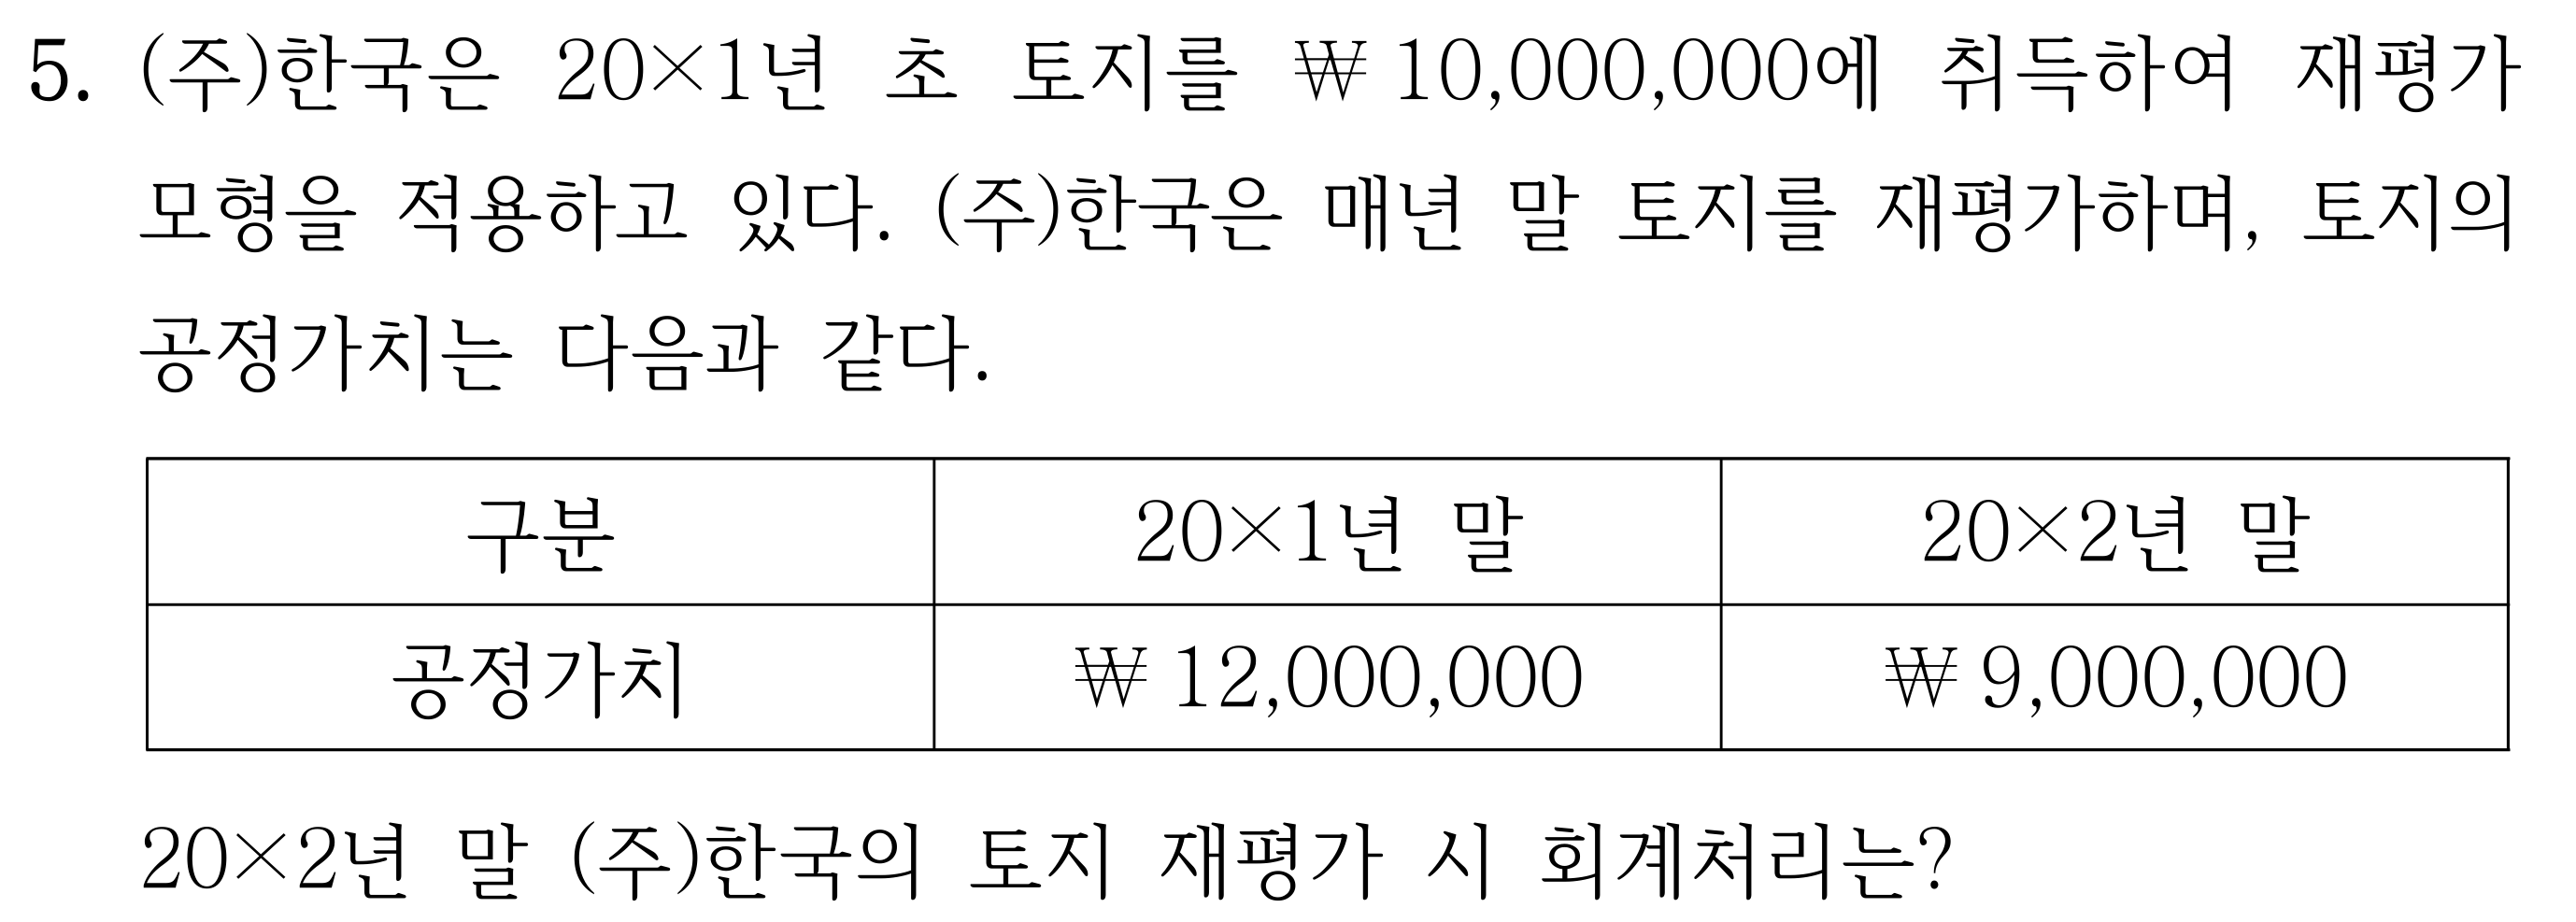 5. (주)한국은 20×1년 초 토지를 ₩10,000,000에 취득하여 재평가
모형을 적용하고 있다. (주)한국은 매년 말 토지를 재평가하며, 토지의
공정가치는 다음과 같다.
구분 20×1년 말 20×2년 말
공정가치 ₩12,000,000 ₩9,000,000
20×2년 말 (주)한국의 토지 재평가 시 회계처리는?